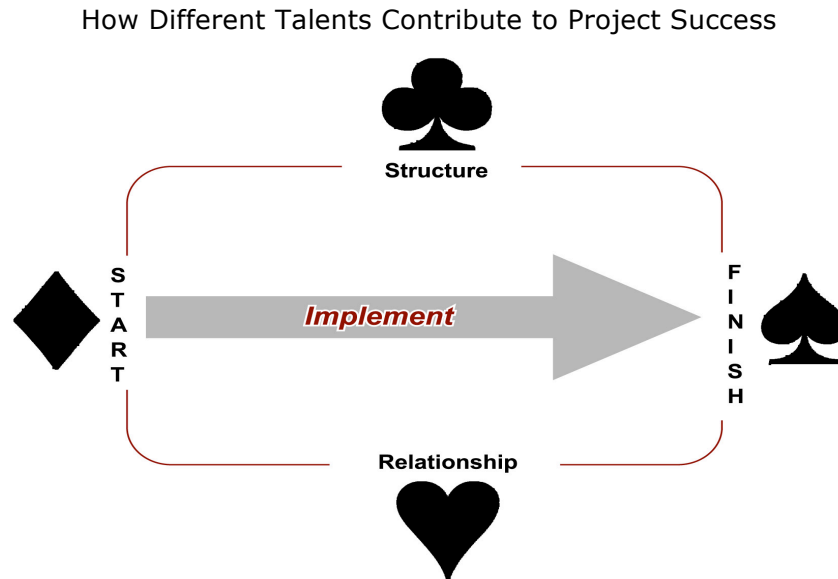 How Different Talents Contribute to Project Success
Structure
START
Implement
FINISH
Relationship